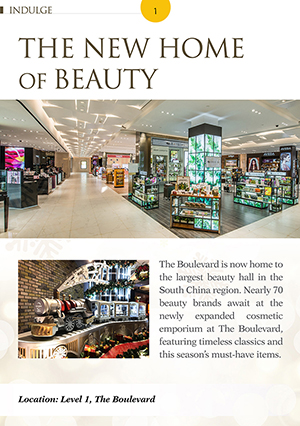 INDULGE
1
THE NEW HOME
OF BEAUTY
The Boulevard is now home to
the largest beauty hall in the
South China region. Nearly 70
beauty brands await at the
newly expanded cosmetic
emporium at The Boulevard,
featuring timeless classics and
this season's must-have items.
Location: Level 1, The Boulevard